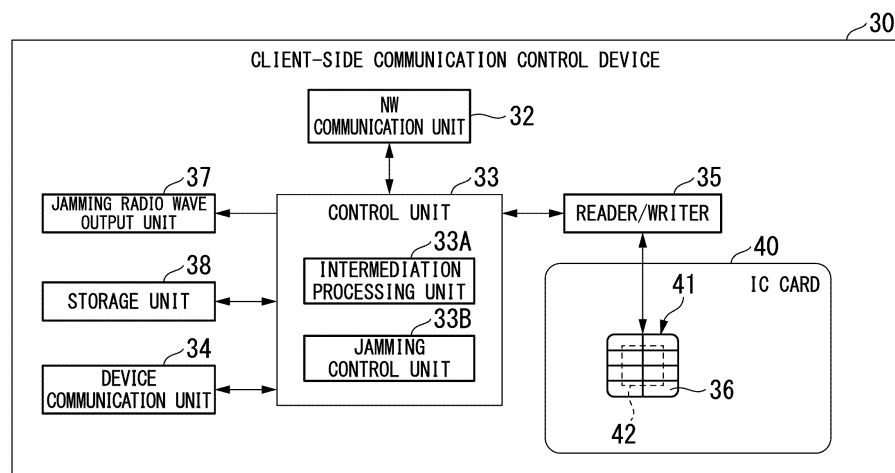 30
CLIENT-SIDE COMMUNICATION CONTROL DEVICE
NW
COMMUNICATION UNIT
32
37
JAMMING RADIO WAVE
OUTPUT UNIT
33
CONTROL UNIT
35
READER/WRITER
38
STORAGE UNIT
33A
INTERMEDIATION
PROCESSING UNIT
40
IC CARD
41
34
DEVICE
COMMUNICATION UNIT
33B
JAMMING
CONTROL UNIT
36
42